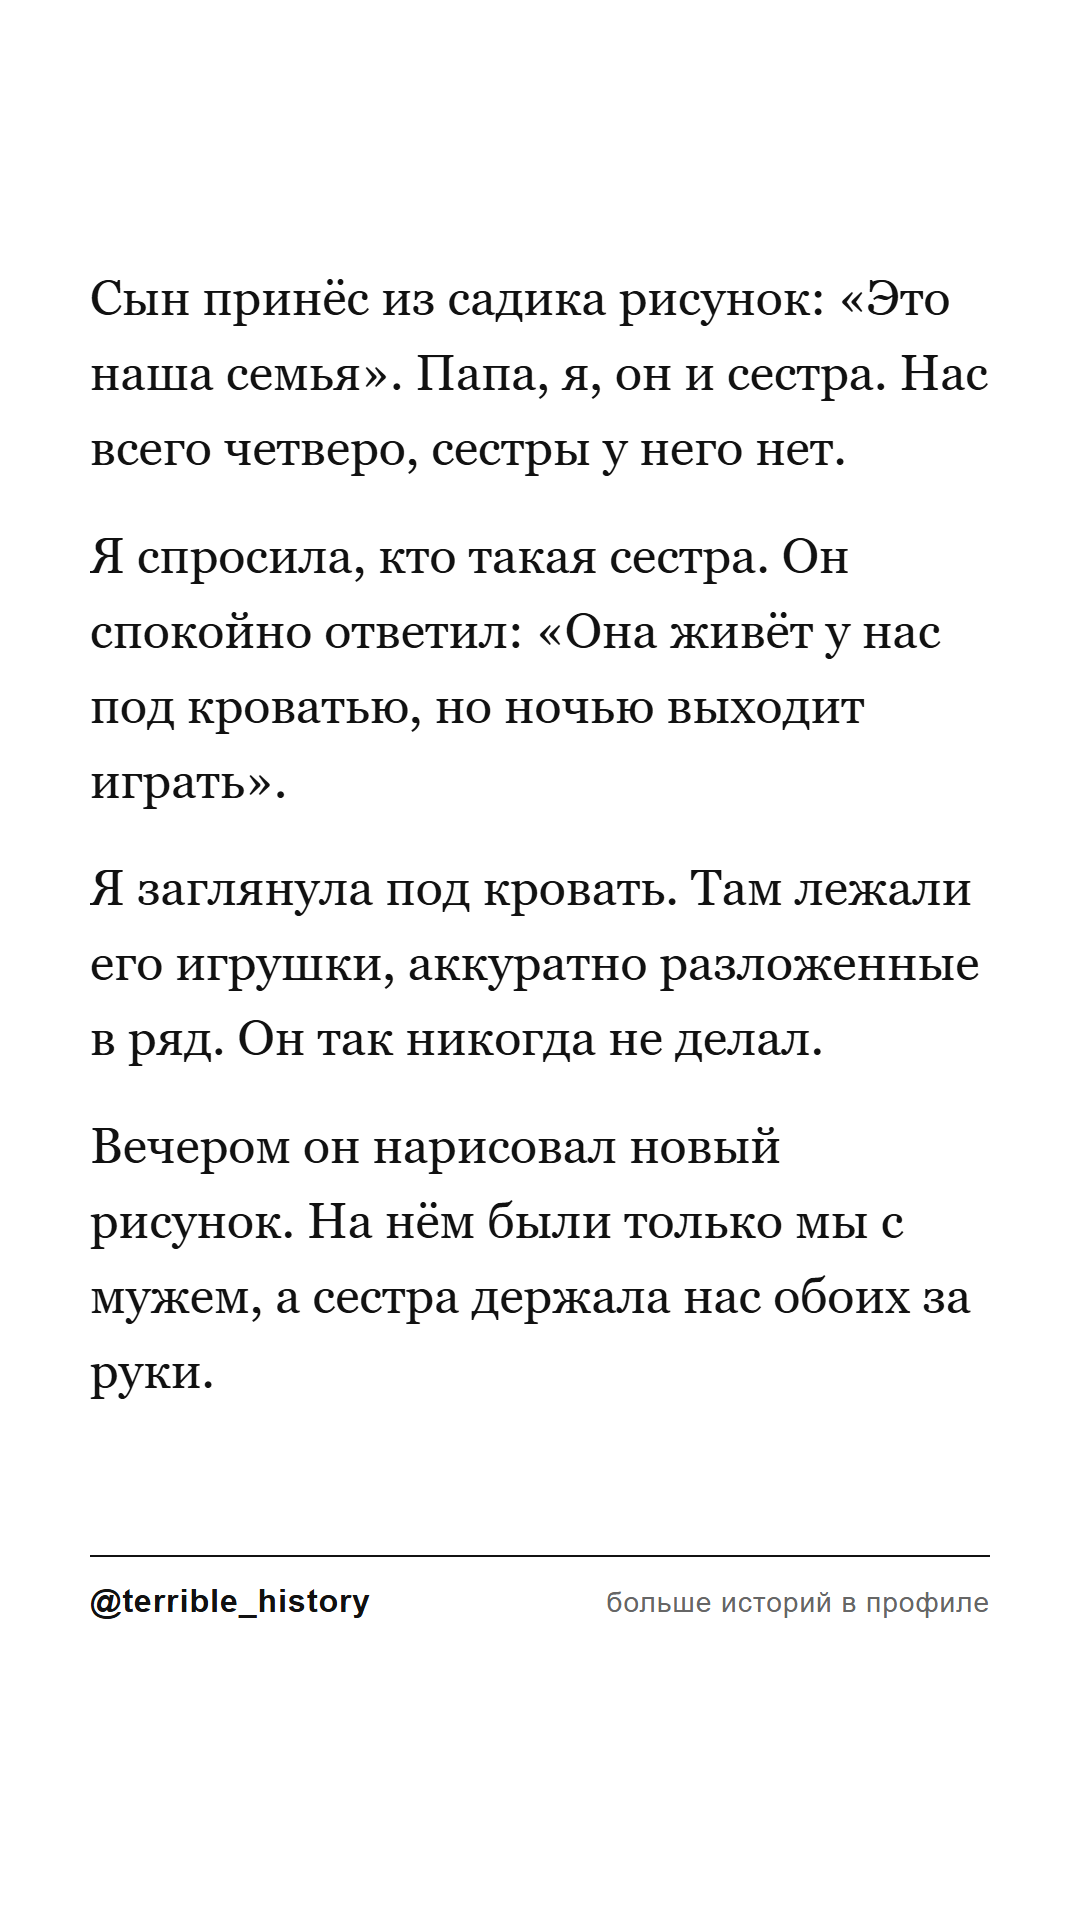 Сын принёс из садика рисунок: «Это
наша семья». Папа, я, он и сестра. Нас
всего четверо, сестры у него нет.
Я спросила, кто такая сестра. Он
спокойно ответил: «Она живёт у нас
под кроватью, но ночью выходит
играть».
Я заглянула под кровать. Там лежали
его игрушки, аккуратно разложенные
в ряд. Он так никогда не делал.
Вечером он нарисовал новый
рисунок. На нём были только мы с
мужем, а сестра держала нас обоих за
руки.
@terrible_history
больше историй в профиле